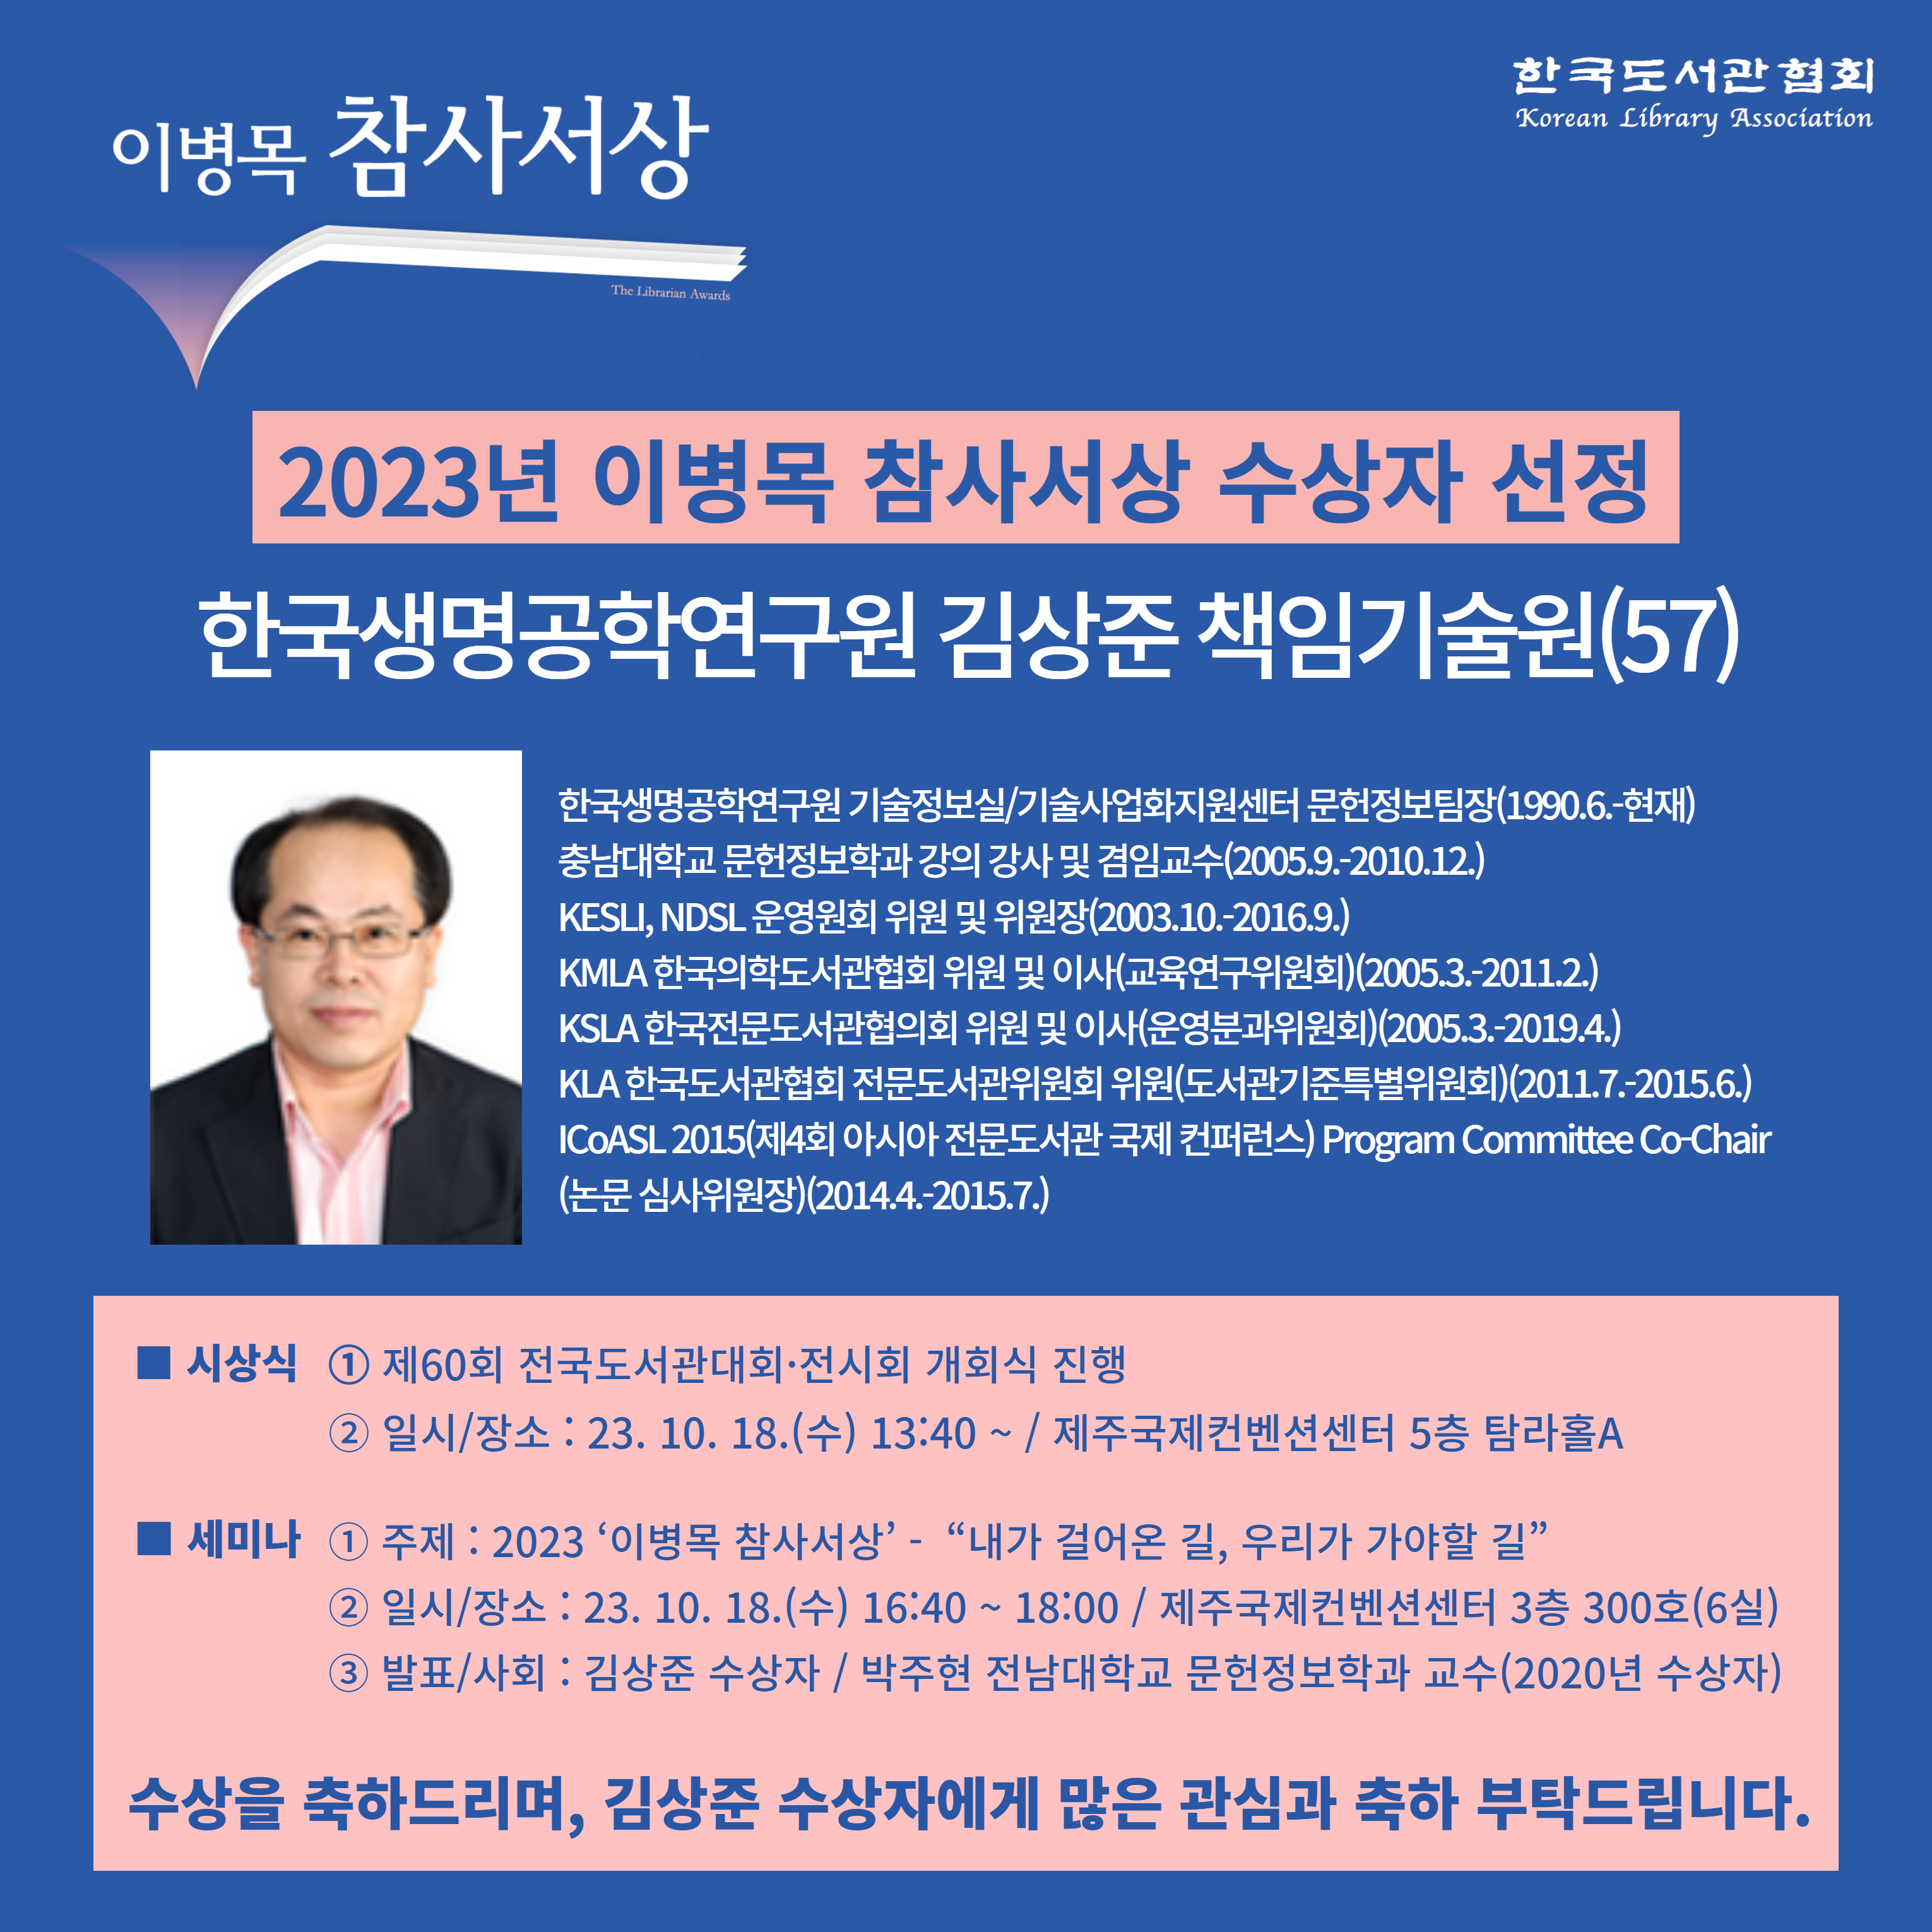 한국도서관협회
Korean Library Association
이병목 참사서상
The Librarian Awards
2023년 이병목 참사서상 수상자 선정
한국생명공학연구원 김상준 책임기술원(57)
한국생명공학연구원 기술정보실/기술사업화지원센터 문헌정보팀장(1990.6.-현재)
충남대학교 문헌정보학과 강의 강사 및 겸임교수(2005.9.-2010.12.)
KESLI, NDSL 운영원회 위원 및 위원장(2003.10.-2016.9.)
KMLA 한국의학도서관협회 위원 및 이사(교육연구위원회)(2005.3.-2011.2.)
KSLA 한국전문도서관협의회 위원 및 이사(운영분과위원회)(2005.3.-2019.4.)
KLA 한국도서관협회 전문도서관위원회 위원(도서관기준특별위원회)(2011.7.-2015.6.)
ICoASL 2015(제4회 아시아 전문도서관 국제 컨퍼런스) Program Committee Co-Chair
(논문 심사위원장)(2014.4.-2015.7.)
■ 시상식 ① 제60회 전국도서관대회·전시회 개회식 진행
② 일시/장소 : 23. 10. 18.(수) 13:40 ~ / 제주국제컨벤션센터 5층 탐라홀A
■ 세미나 ① 주제 : 2023 ‘이병목 참사서상’ - “내가 걸어온 길, 우리가 가야할 길”
② 일시/장소 : 23. 10. 18.(수) 16:40 ~ 18:00 / 제주국제컨벤션센터 3층 300호(6실)
③ 발표/사회 : 김상준 수상자 / 박주현 전남대학교 문헌정보학과 교수(2020년 수상자)
수상을 축하드리며, 김상준 수상자에게 많은 관심과 축하 부탁드립니다.